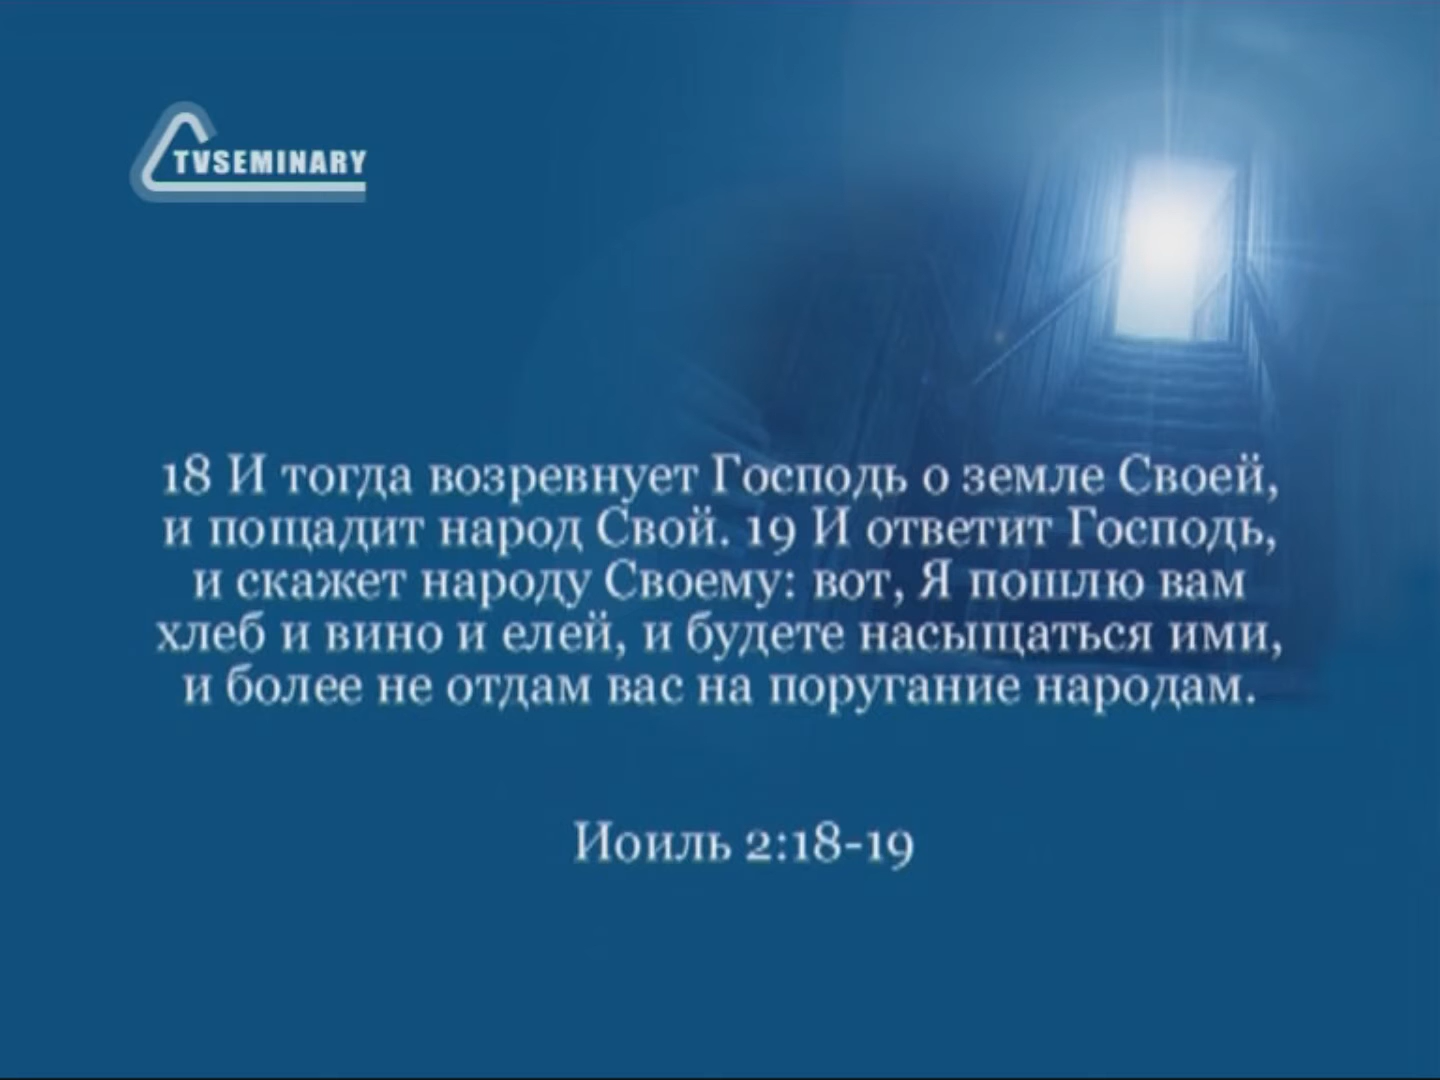 TVSEMINARY
18 И тогда возревнует Господь о земле Своей,
и пощадит народ Свой. 19 И ответит Господь,
и скажет народу Своему: вот, Я пошлю вам
хлеб и вино и елей, и будете насыщаться ими,
и более не отдам вас на поругание народам.
Иоиль 2:18-19